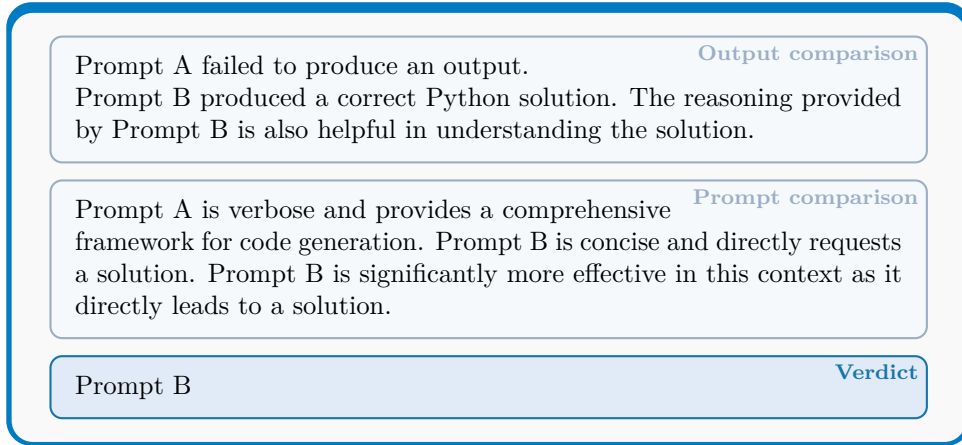 Output comparison
Prompt A failed to produce an output.
Prompt B produced a correct Python solution. The reasoning provided
by Prompt B is also helpful in understanding the solution.
Prompt comparison
Prompt A is verbose and provides a comprehensive
framework for code generation. Prompt B is concise and directly requests
a solution. Prompt B is significantly more effective in this context as it
directly leads to a solution.
Verdict
Prompt B